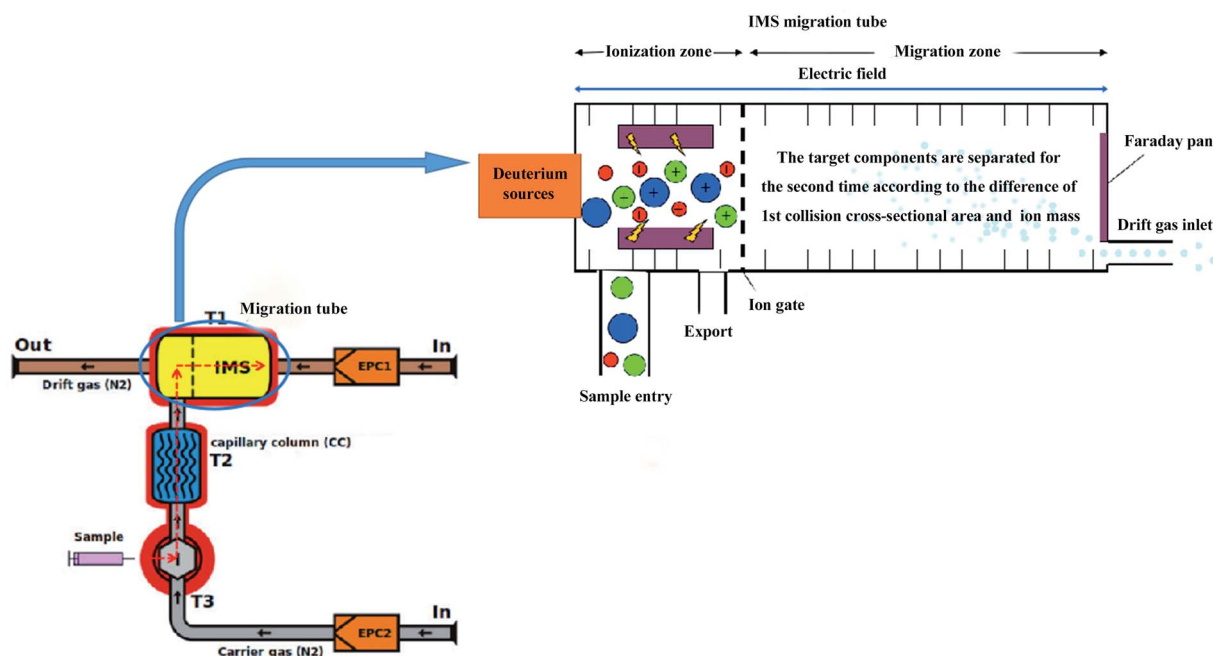 IMS migration tube
Ionization zone
Migration zone
Electric field
Deuterium
sources
+
+
+
+
−
−
The target components are separated for
the second time according to the difference of
1st collision cross-sectional area and ion mass
Faraday pan
Drift gas inlet
Ion gate
Export
Sample entry
Migration tube
T1
Out
In
IMS
EPC1
Drift gas (N2)
capillary column (CC)
T2
Sample
I
T3
In
EPC2
Carrier gas (N2)